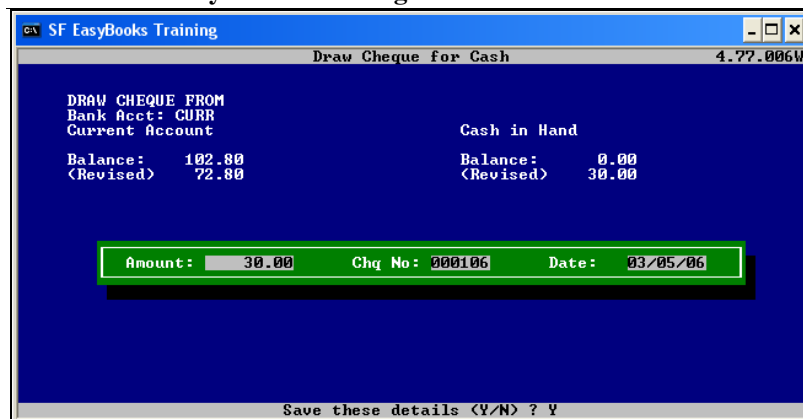 SF EasyBooks Training
Draw Cheque for Cash 4.77.006W
DRAW CHEQUE FROM
Bank Acct: CURR
Current Account Cash in Hand
Balance: 102.80 Balance: 0.00
(Revised) 72.80 (Revised) 30.00
Amount: 30.00 Chq No: 000106 Date: 03/05/06
Save these details (Y/N) ? Y